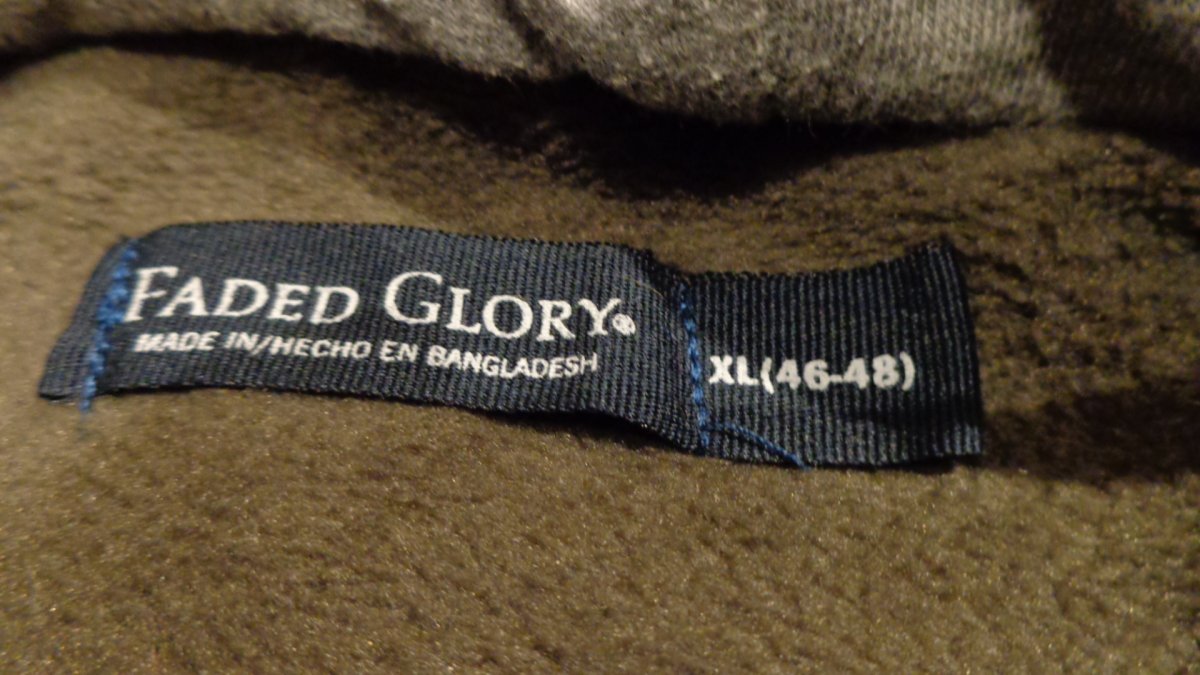 FADED GLORY®
MADE IN/HECHO EN BANGLADESH
XL(46-48)